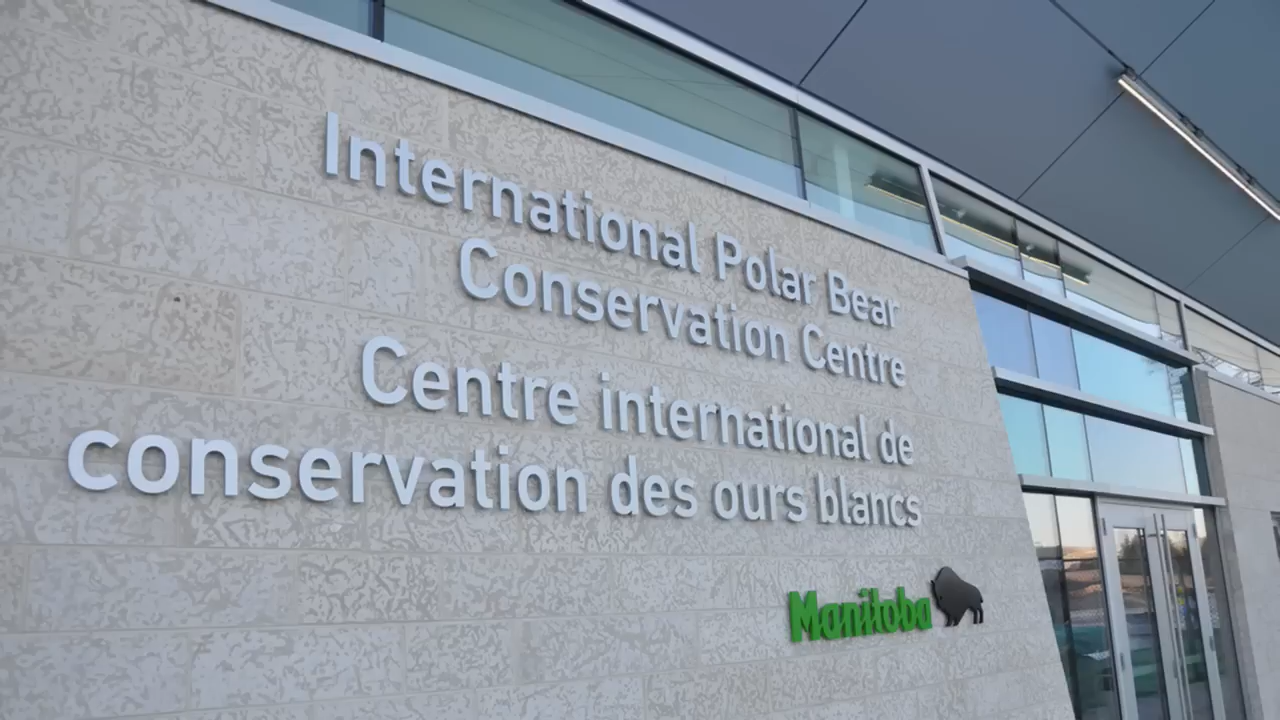 International Polar Bear
Conservation Centre
Centre international de
conservation des ours blancs
Manitoba